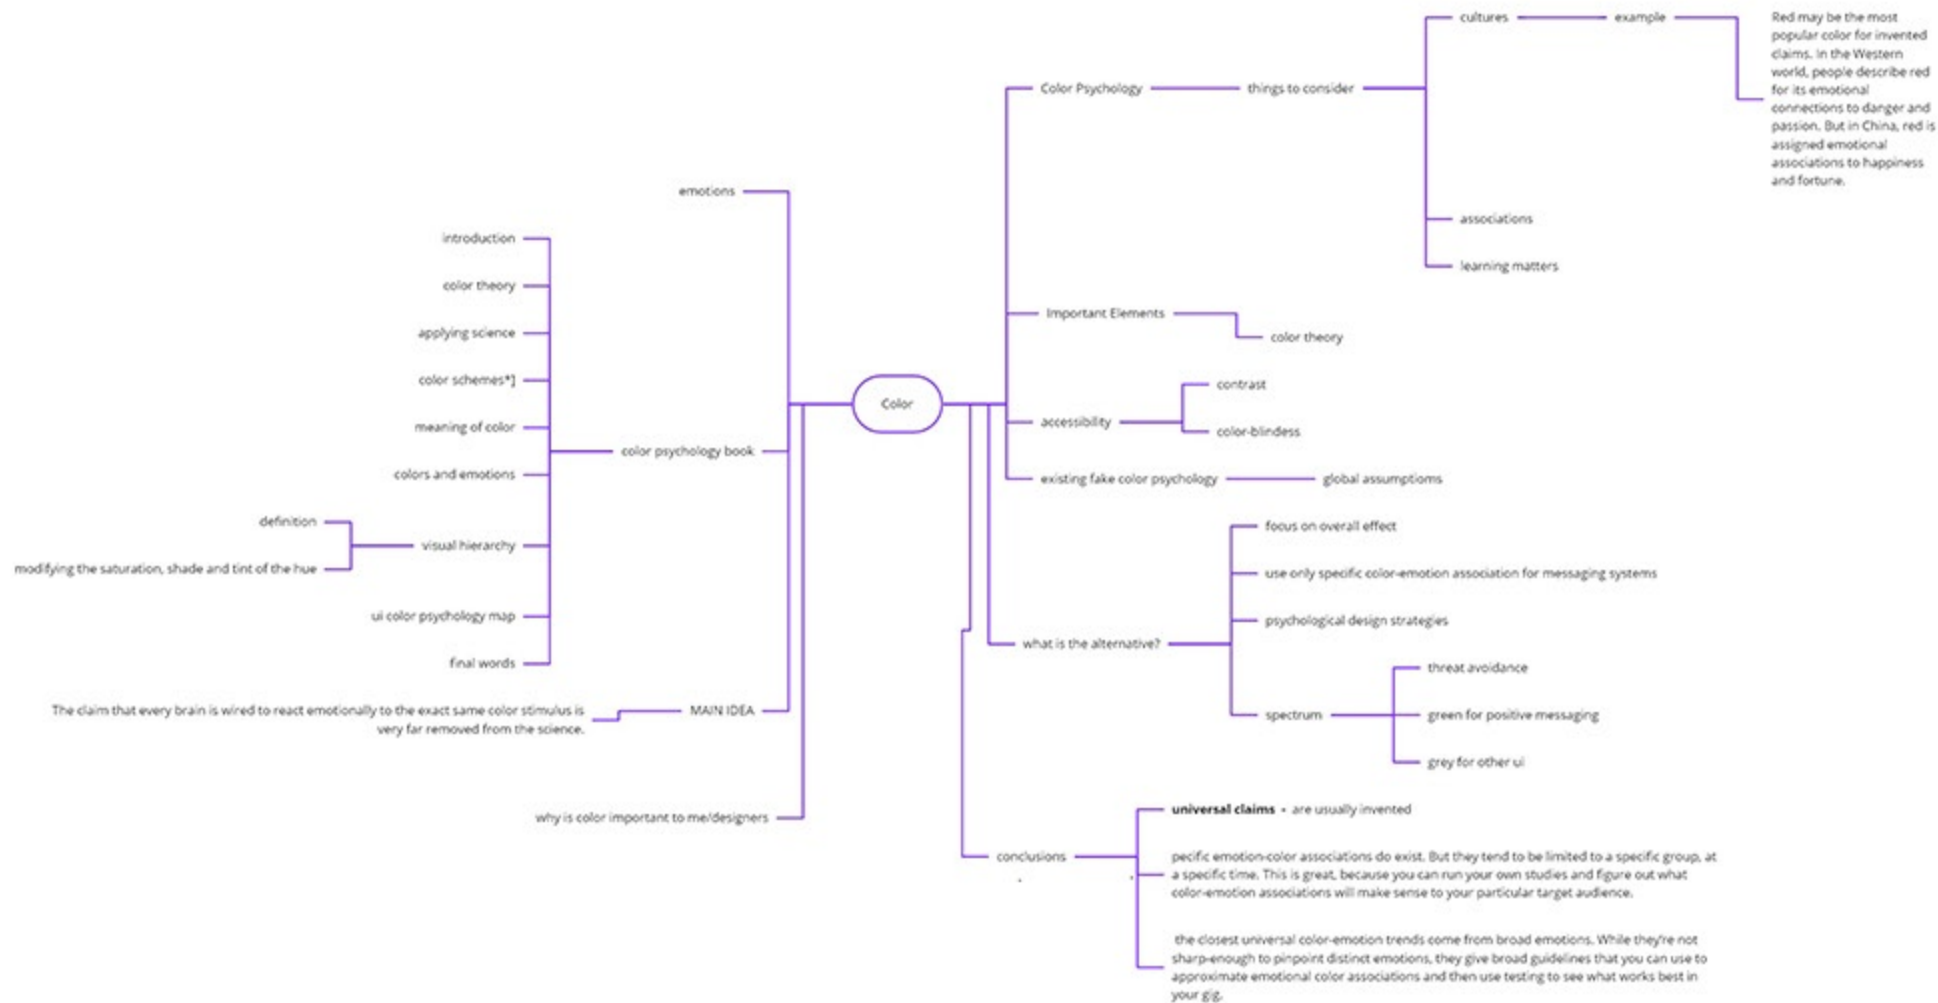 Color
emotions
color psychology book
introduction
color theory
applying science
color schemes*]
meaning of color
colors and emotions
visual hierarchy
definition
modifying the saturation, shade and tint of the hue
ui color psychology map
final words
MAIN IDEA
The claim that every brain is wired to react emotionally to the exact same color stimulus is
very far removed from the science.
why is color important to me/designers
Color Psychology
things to consider
cultures
example
Red may be the most
popular color for invented
claims. In the Western
world, people describe red
for its emotional
connections to danger and
passion. But in China, red is
assigned emotional
associations to happiness
and fortune.
associations
learning matters
Important Elements
color theory
accessibility
contrast
color-blindess
existing fake color psychology
global assumptioms
what is the alternative?
focus on overall effect
use only specific color-emotion association for messaging systems
psychological design strategies
spectrum
threat avoidance
green for positive messaging
grey for other ui
conclusions
universal claims - are usually invented
pecific emotion-color associations do exist. But they tend to be limited to a specific group, at
a specific time. This is great, because you can run your own studies and figure out what
color-emotion associations will make sense to your particular target audience.
the closest universal color-emotion trends come from broad emotions. While they're not
sharp-enough to pinpoint distinct emotions, they give broad guidelines that you can use to
approximate emotional color associations and then use testing to see what works best in
your gig.